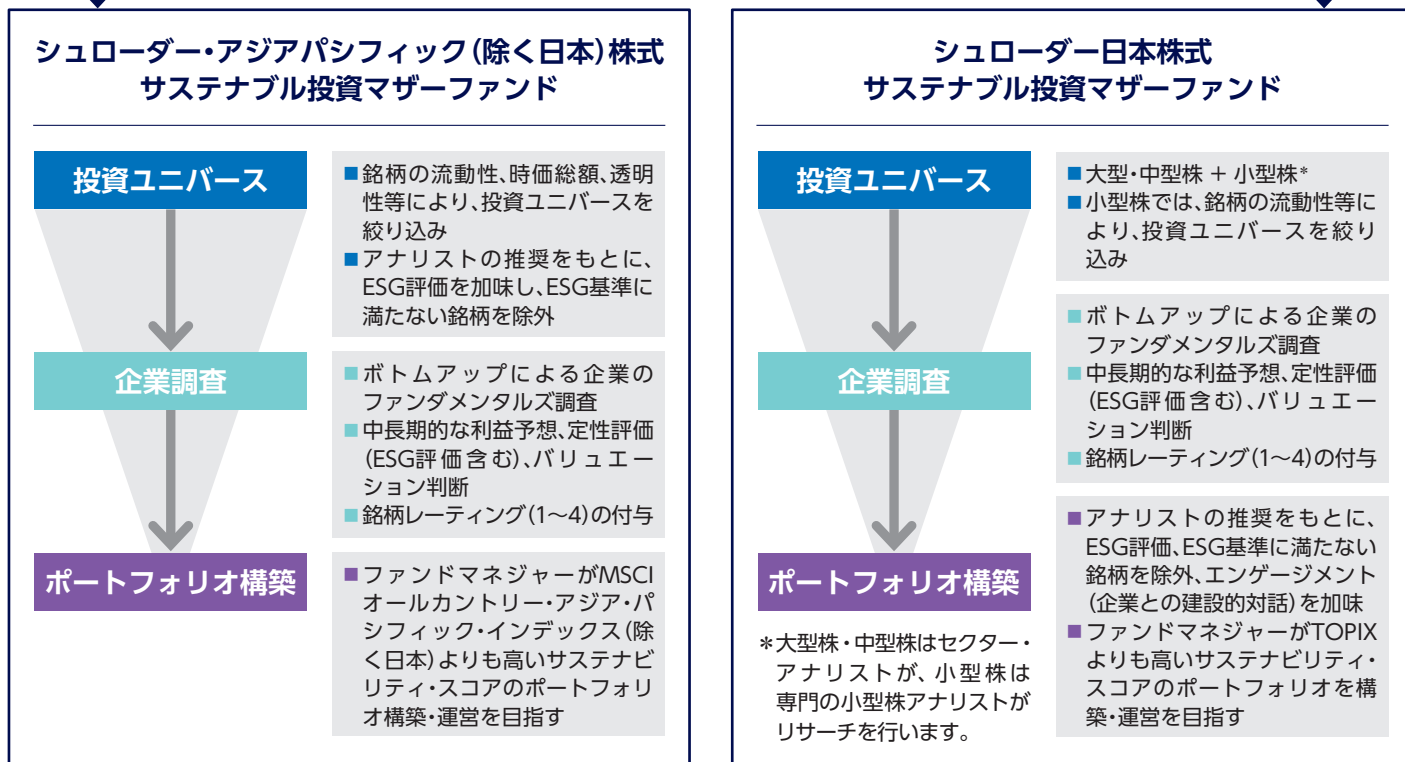 シュローダー・アジアパシフィック（除く日本）株式
サステナブル投資マザーファンド
投資ユニバース
■銘柄の流動性、時価総額、透明
性等により、投資ユニバースを
絞り込み
■アナリストの推奨をもとに、
ESG評価を加味し、ESG基準に
満たない銘柄を除外
企業調査
■ボトムアップによる企業の
ファンダメンタルズ調査
■中長期的な利益予想、定性評価
（ESG評価含む）、バリュエー
ション判断
■銘柄レーティング（1～4）の付与
ポートフォリオ構築
■ファンドマネジャーがMSCI
オールカントリー・アジア・パ
シフィック・インデックス（除
く日本）よりも高いサステナビ
リティ・スコアのポートフォリ
オ構築・運営を目指す
シュローダー日本株式
サステナブル投資マザーファンド
投資ユニバース
■大型・中型株 ＋ 小型株*
■小型株では、銘柄の流動性等に
より、投資ユニバースを絞り
込み
企業調査
■ボトムアップによる企業の
ファンダメンタルズ調査
■中長期的な利益予想、定性評価
（ESG評価含む）、バリュエー
ション判断
■銘柄レーティング（1～4）の付与
ポートフォリオ構築
■アナリストの推奨をもとに、
ESG評価、ESG基準に満たない
銘柄を除外、エンゲージメント
（企業との建設的対話）を加味
■ファンドマネジャーがTOPIX
よりも高いサステナビリティ・
スコアのポートフォリオを構
築・運営を目指す
＊大型株・中型株はセクター・
アナリストが、小型株は
専門の小型株アナリストが
リサーチを行います。